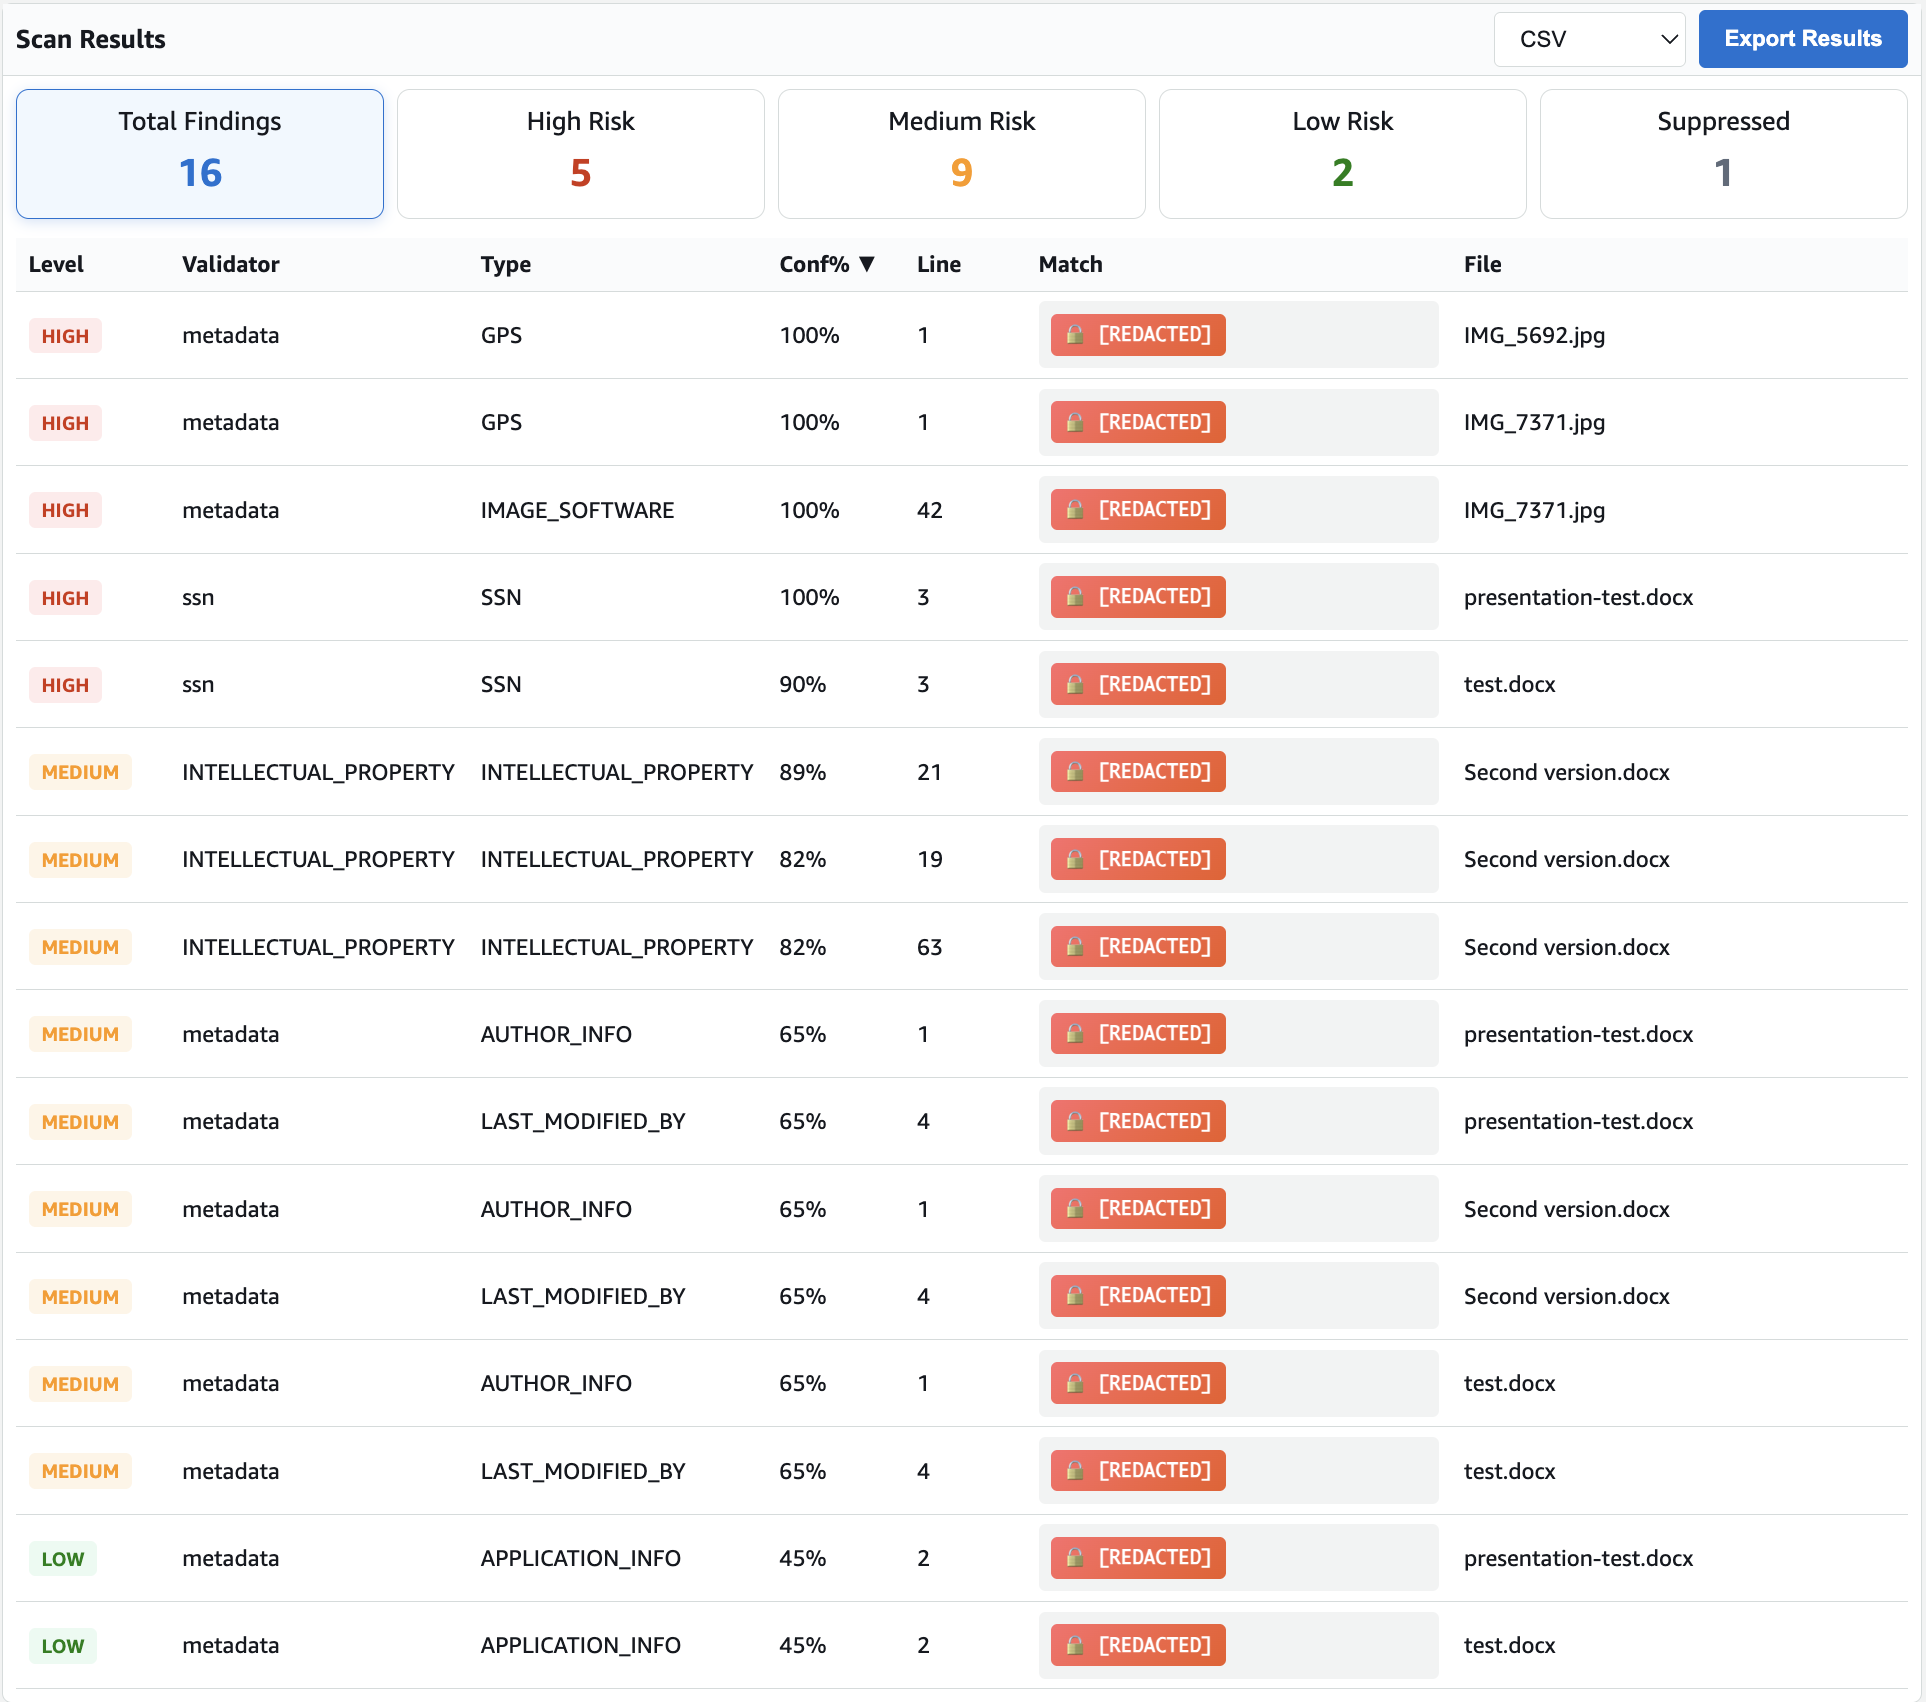 Scan Results
CSV
Export Results
Total Findings
16
High Risk
5
Medium Risk
9
Low Risk
2
Suppressed
1
Level Validator Type Conf% ▼ Line Match File
HIGH metadata GPS 100% 1 🔒 [REDACTED] IMG_5692.jpg
HIGH metadata GPS 100% 1 🔒 [REDACTED] IMG_7371.jpg
HIGH metadata IMAGE_SOFTWARE 100% 42 🔒 [REDACTED] IMG_7371.jpg
HIGH ssn SSN 100% 3 🔒 [REDACTED] presentation-test.docx
HIGH ssn SSN 90% 3 🔒 [REDACTED] test.docx
MEDIUM INTELLECTUAL_PROPERTY INTELLECTUAL_PROPERTY 89% 21 🔒 [REDACTED] Second version.docx
MEDIUM INTELLECTUAL_PROPERTY INTELLECTUAL_PROPERTY 82% 19 🔒 [REDACTED] Second version.docx
MEDIUM INTELLECTUAL_PROPERTY INTELLECTUAL_PROPERTY 82% 63 🔒 [REDACTED] Second version.docx
MEDIUM metadata AUTHOR_INFO 65% 1 🔒 [REDACTED] presentation-test.docx
MEDIUM metadata LAST_MODIFIED_BY 65% 4 🔒 [REDACTED] presentation-test.docx
MEDIUM metadata AUTHOR_INFO 65% 1 🔒 [REDACTED] Second version.docx
MEDIUM metadata LAST_MODIFIED_BY 65% 4 🔒 [REDACTED] Second version.docx
MEDIUM metadata AUTHOR_INFO 65% 1 🔒 [REDACTED] test.docx
MEDIUM metadata LAST_MODIFIED_BY 65% 4 🔒 [REDACTED] test.docx
LOW metadata APPLICATION_INFO 45% 2 🔒 [REDACTED] presentation-test.docx
LOW metadata APPLICATION_INFO 45% 2 🔒 [REDACTED] test.docx